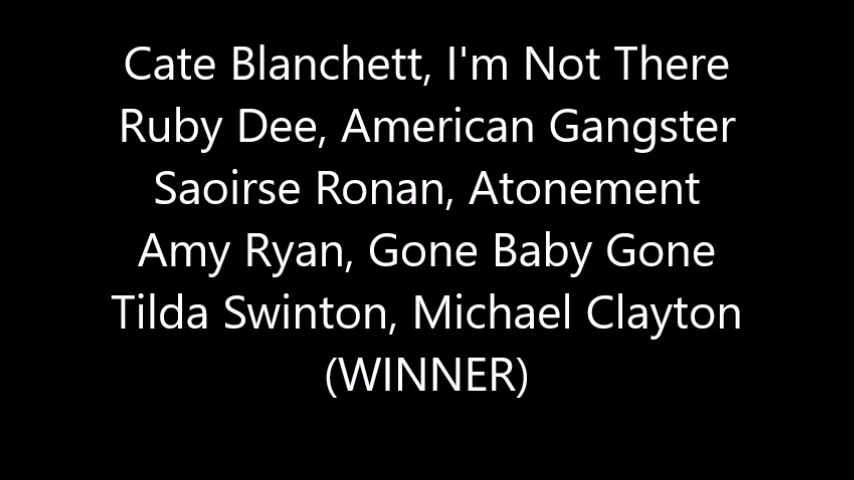 Cate Blanchett, I'm Not There
Ruby Dee, American Gangster
Saoirse Ronan, Atonement
Amy Ryan, Gone Baby Gone
Tilda Swinton, Michael Clayton
(WINNER)